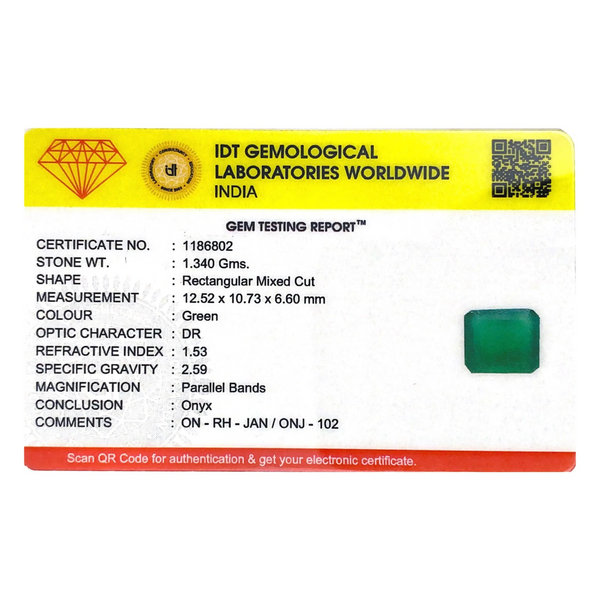 IDT GEMOLOGICAL
LABORATORIES WORLDWIDE
INDIA
GEM TESTING REPORT™
CERTIFICATE NO. : 1186802
STONE WT. : 1.340 Gms.
SHAPE : Rectangular Mixed Cut
MEASUREMENT : 12.52 x 10.73 x 6.60 mm
COLOUR : Green
OPTIC CHARACTER : DR
REFRACTIVE INDEX : 1.53
SPECIFIC GRAVITY : 2.59
MAGNIFICATION : Parallel Bands
CONCLUSION : Onyx
COMMENTS : ON - RH - JAN / ONJ - 102
Scan QR Code for authentication & get your electronic certificate.